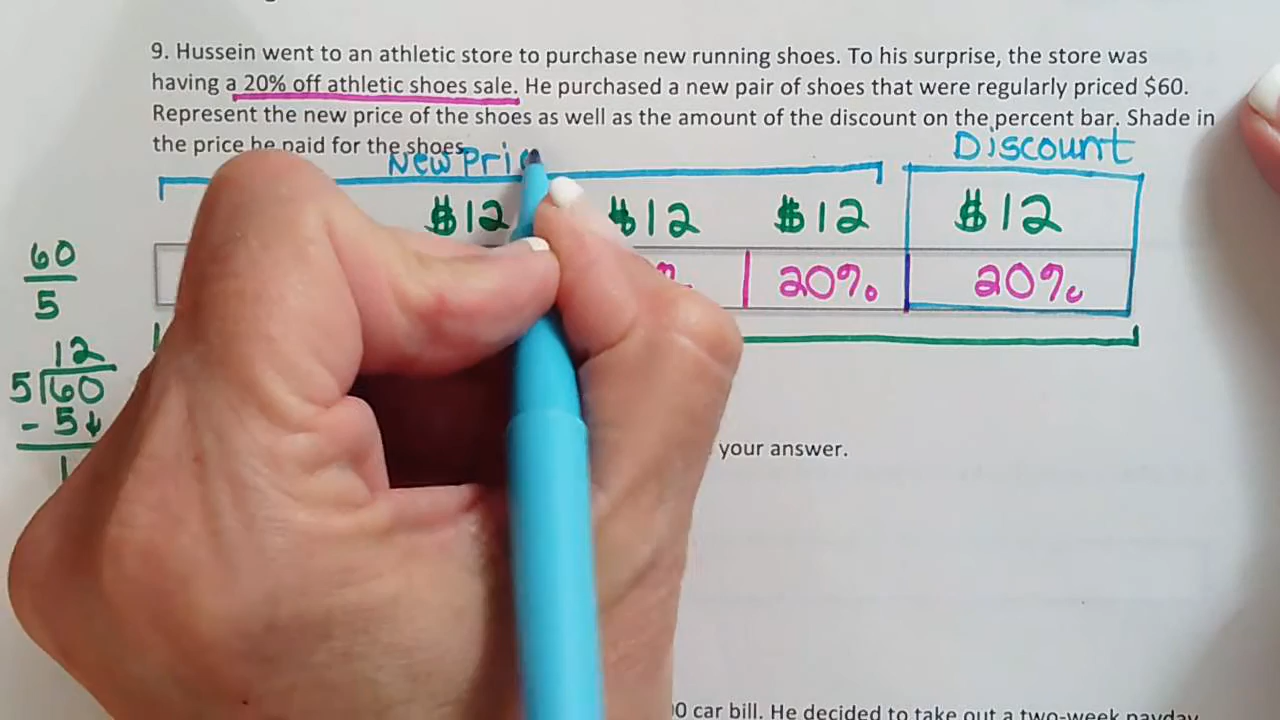 9. Hussein went to an athletic store to purchase new running shoes. To his surprise, the store was
having a 20% off athletic shoes sale. He purchased a new pair of shoes that were regularly priced $60.
Represent the new price of the shoes as well as the amount of the discount on the percent bar. Shade in
the price he paid for the shoes.
New Pri
Discount
$12 $12 $12 $12
20% 20%
60
5
12
5 60
- 5
1
your answer.
car bill. He decided to take out a two-week payday